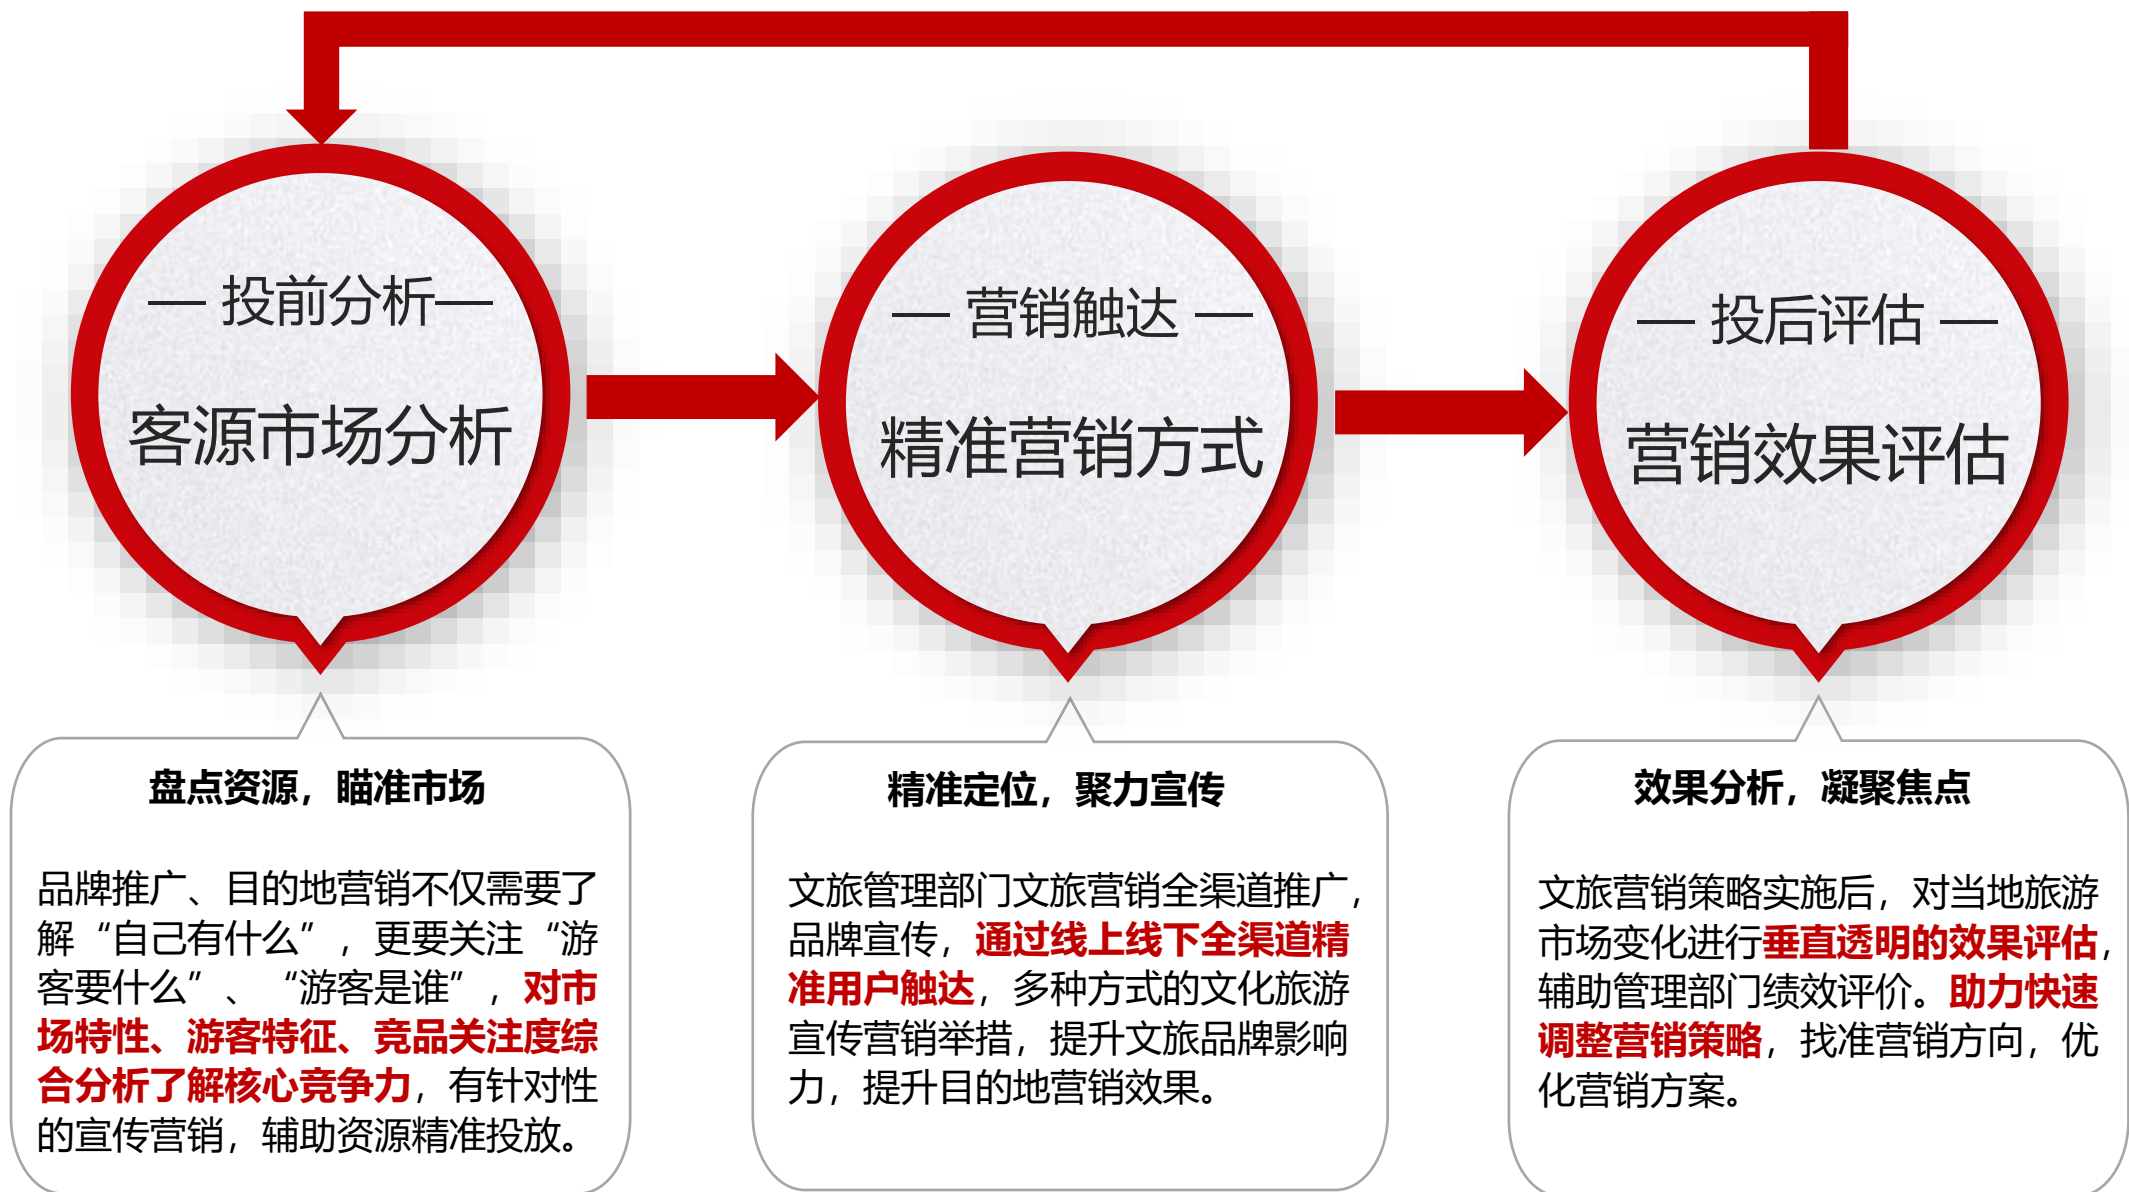 — 投前分析—
客源市场分析
— 营销触达 —
精准营销方式
— 投后评估 —
营销效果评估
盘点资源，瞄准市场
品牌推广、目的地营销不仅需要了
解“自己有什么”，更要关注“游
客要什么”、“游客是谁”，对市
场特性、游客特征、竞品关注度综
合分析了解核心竞争力，有针对性
的宣传营销，辅助资源精准投放。
精准定位，聚力宣传
文旅管理部门文旅营销全渠道推广，
品牌宣传，通过线上线下全渠道精
准用户触达，多种方式的文化旅游
宣传营销举措，提升文旅品牌影响
力，提升目的地营销效果。
效果分析，凝聚焦点
文旅营销策略实施后，对当地旅游
市场变化进行垂直透明的效果评估，
辅助管理部门绩效评价。助力快速
调整营销策略，找准营销方向，优
化营销方案。